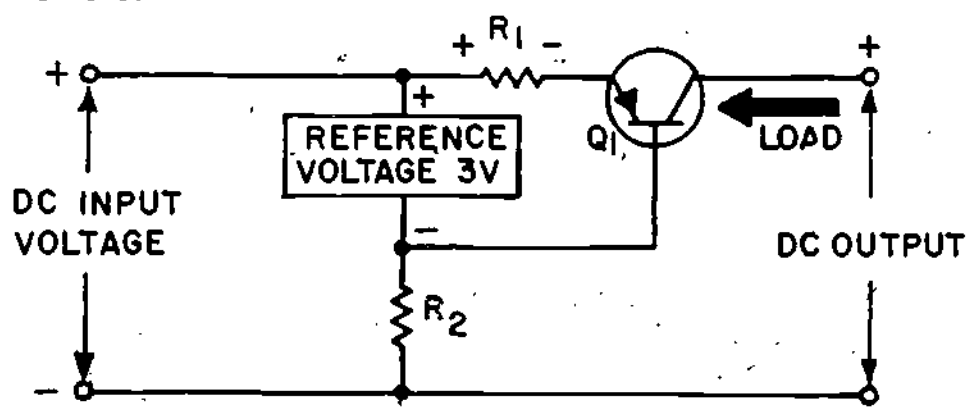 + R1 − +
+
+
REFERENCE
VOLTAGE 3V
Q1
LOAD
DC INPUT
VOLTAGE
−
DC OUTPUT
R2
−